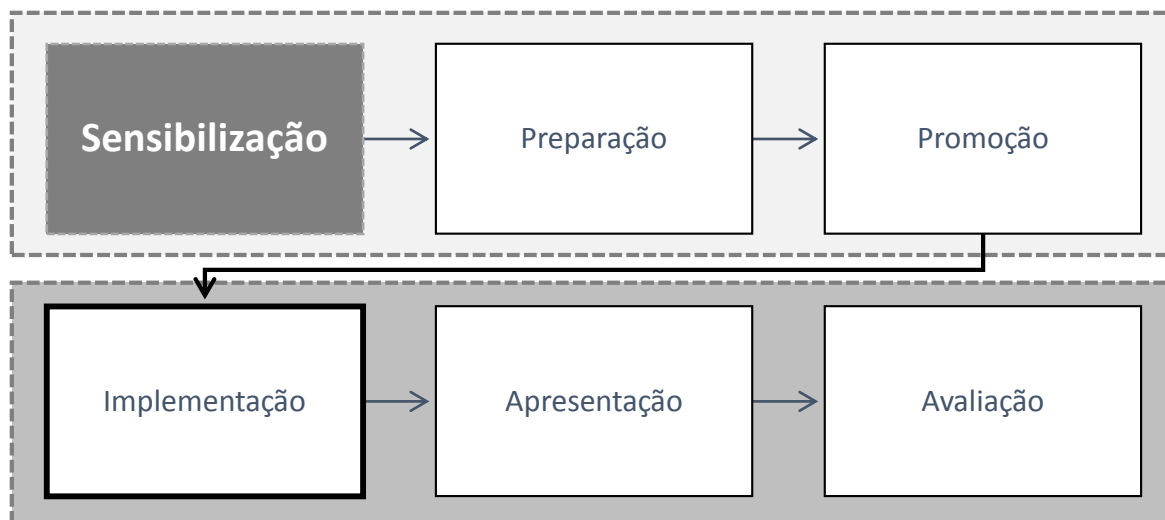 Sensibilização
Preparação
Promoção
Implementação
Apresentação
Avaliação